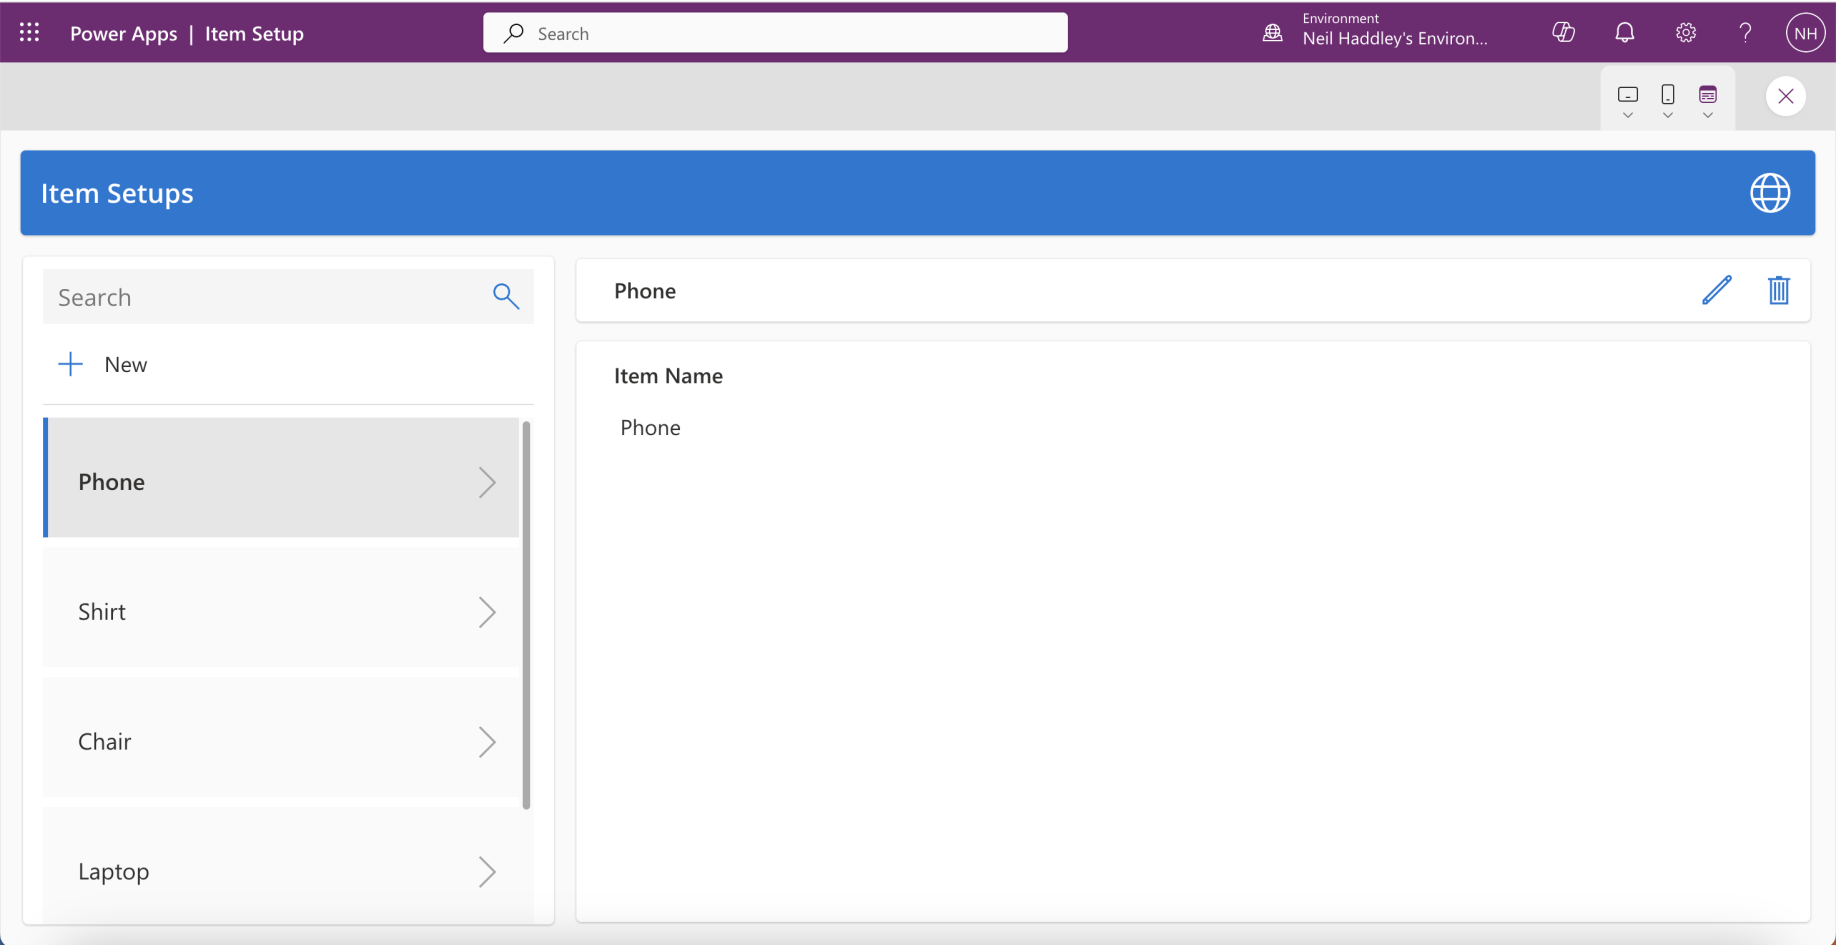 Power Apps | Item Setup
Search
Environment
Neil Haddley's Environ...
NH
Item Setups
Search
New
Phone
Shirt
Chair
Laptop
Phone
Item Name
Phone